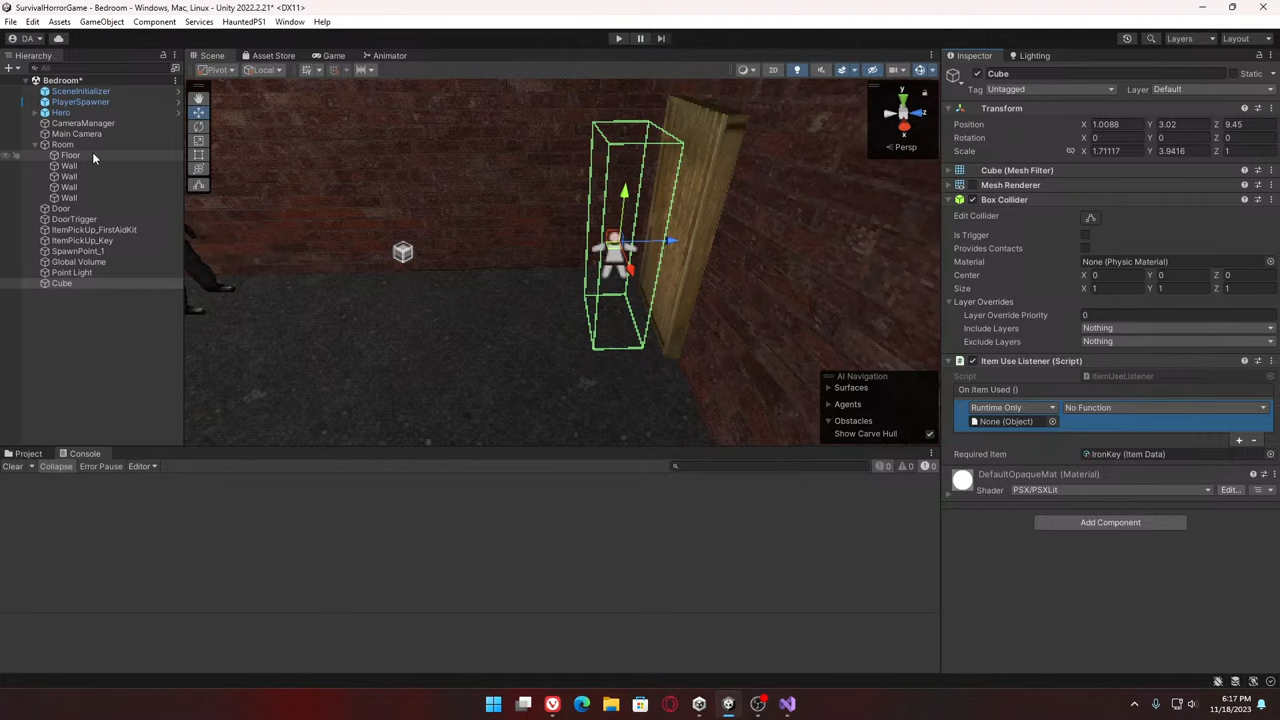 SurvivalHorrorGame - Bedroom - Windows, Mac, Linux - Unity 2022.2.21* <DX11>
File Edit Assets GameObject Component Services HauntedPS1 Window Help
DA Layers Layout
Hierarchy
All
Bedroom*
SceneInitializer
PlayerSpawner
Hero
CameraManager
Main Camera
Room
Floor
Wall
Wall
Wall
Wall
Door
DoorTrigger
ItemPickUp_FirstAidKit
ItemPickUp_Key
SpawnPoint_1
Global Volume
Point Light
Cube
Scene Asset Store Game Animator
Pivot Local 2D
y
z
x
Persp
AI Navigation
Surfaces
Agents
Obstacles
Show Carve Hull
Inspector Lighting
Cube Static
Tag Untagged Layer Default
Transform
Position X 1.0088 Y 3.02 Z 9.45
Rotation X 0 Y 0 Z 0
Scale X 1.71117 Y 3.9416 Z 1
Cube (Mesh Filter)
Mesh Renderer
Box Collider
Edit Collider
Is Trigger
Provides Contacts
Material None (Physic Material)
Center X 0 Y 0 Z 0
Size X 1 Y 1 Z 1
Layer Overrides
Layer Override Priority 0
Include Layers Nothing
Exclude Layers Nothing
Item Use Listener (Script)
Script ItemUseListener
On Item Used ()
Runtime Only No Function
None (Object)
+ -
Required Item IronKey (Item Data)
DefaultOpaqueMat (Material)
Shader PSX/PSXLit Edit...
Add Component
Project Console
Clear Collapse Error Pause Editor 0 0 0
6:17 PM
11/18/2023